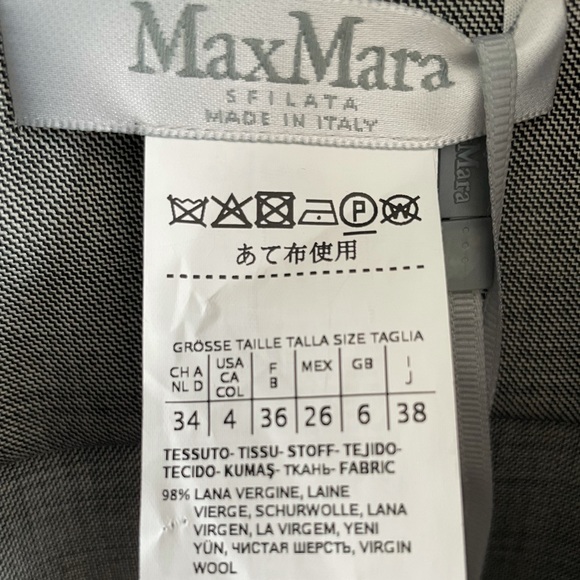 MaxMara
SFILATA
MADE IN ITALY
Mara
P W
あて布使用
GRÖSSE TAILLE TALLA SIZE TAGLIA
CH A NL D USA CA COL F B MEX GB I J
34 4 36 26 6 38
TESSUTO- TISSU- STOFF- TEJIDO-
TECIDO- KUMAŞ- ТКАНЬ- FABRIC
98% LANA VERGINE, LAINE
VIERGE, SCHURWOLLE, LANA
VIRGEN, LA VIRGEM, YENI
YÜN, ЧИСТАЯ ШЕРСТЬ, VIRGIN
WOOL